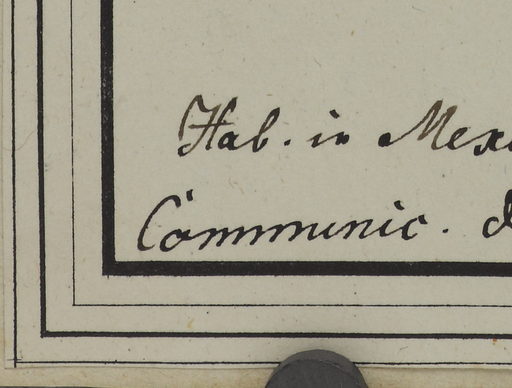 Hab. in Mex
Communic.